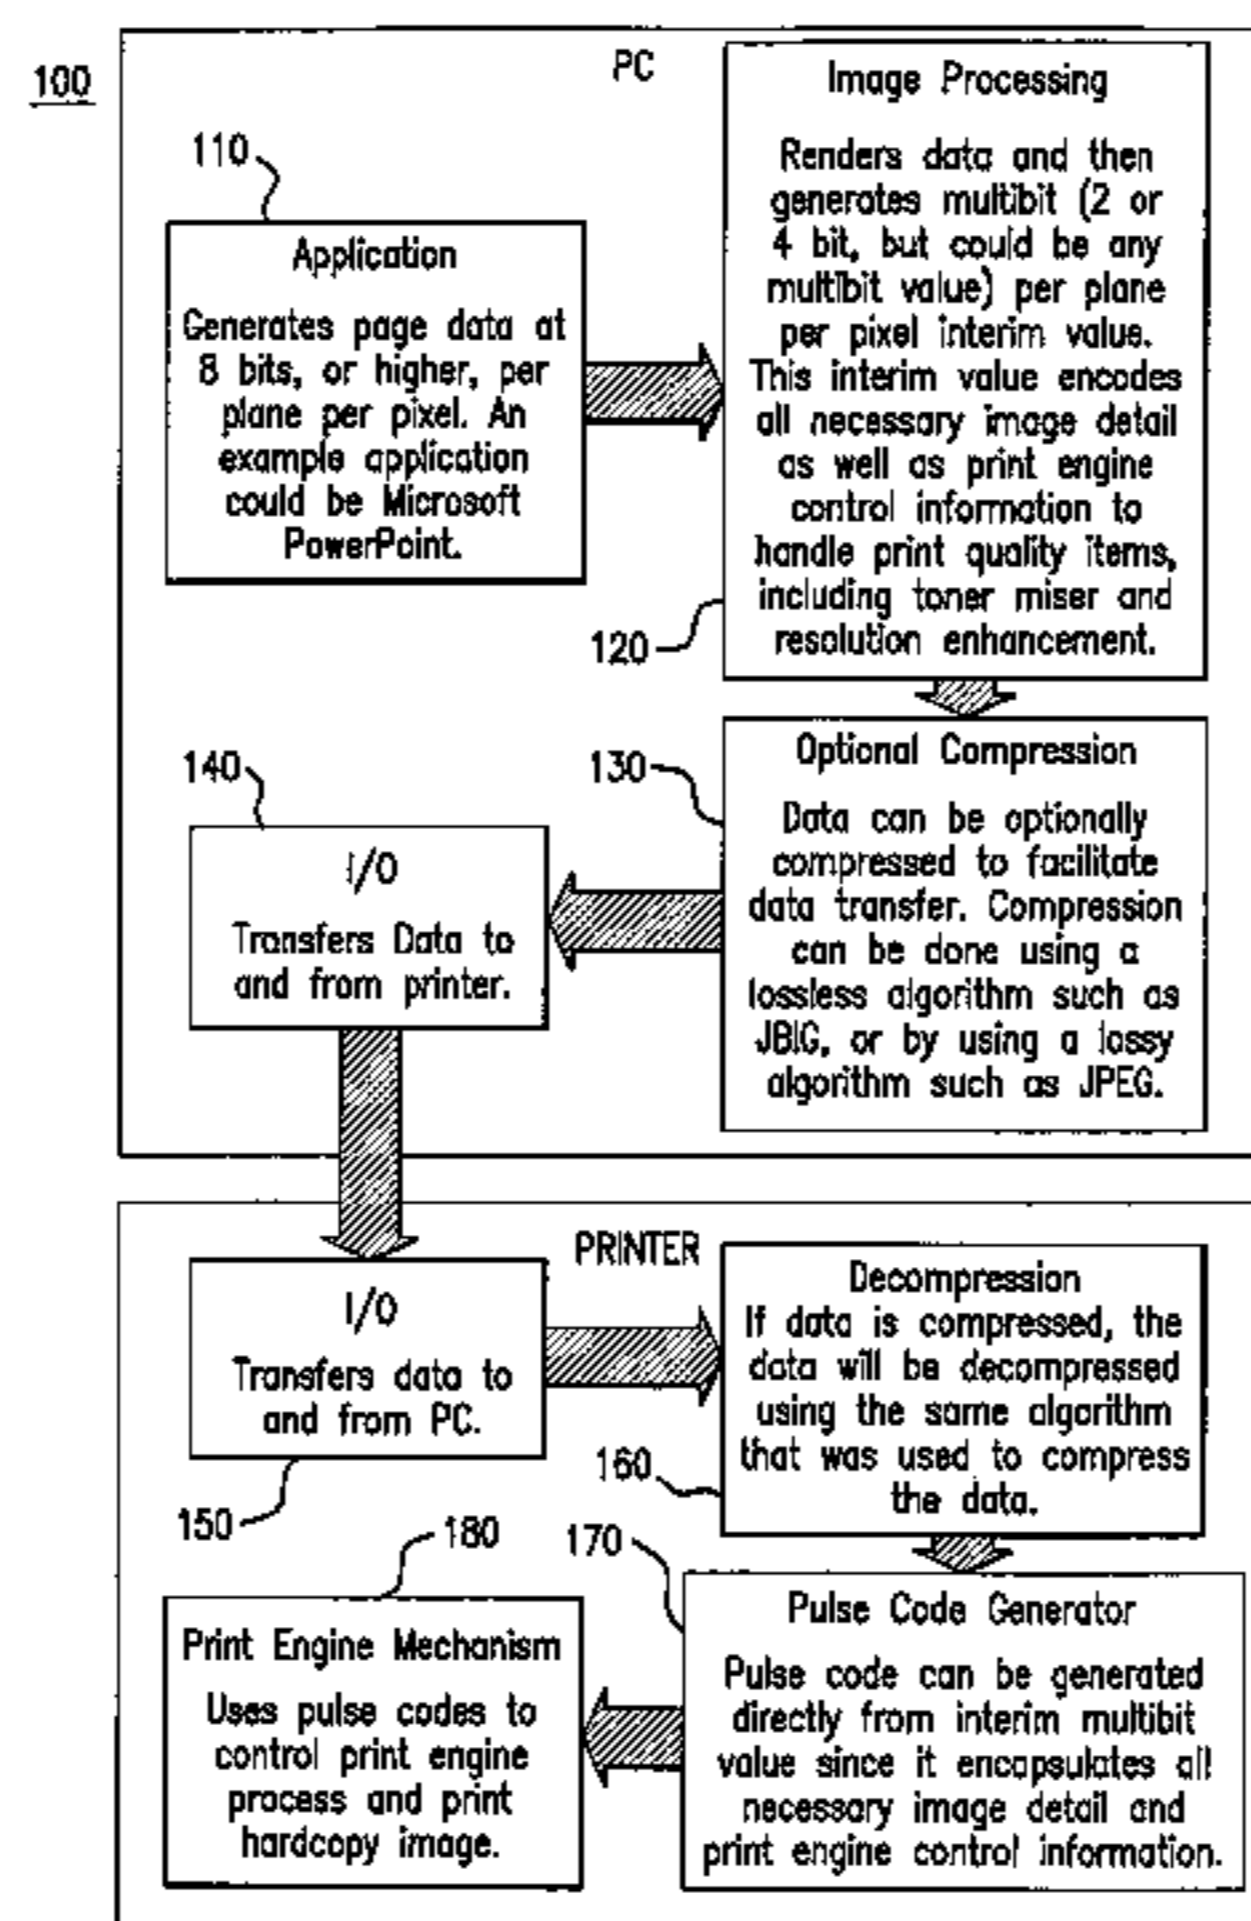 100
PC
110
Application
Generates page data at
8 bits, or higher, per
plane per pixel. An
example application
could be Microsoft
PowerPoint.
Image Processing
Renders data and then
generates multibit (2 or
4 bit, but could be any
multibit value) per plane
per pixel interim value.
This interim value encodes
all necessary image detail
as well as print engine
control information to
handle print quality items,
including toner miser and
resolution enhancement.
120
130
Optional Compression
Data can be optionally
compressed to facilitate
data transfer. Compression
can be done using a
lossless algorithm such as
JBIG, or by using a lossy
algorithm such as JPEG.
140
I/O
Transfers Data to
and from printer.
PRINTER
I/O
Transfers data to
and from PC.
150
Decompression
If data is compressed, the
data will be decompressed
using the same algorithm
that was used to compress
the data.
160
170
Pulse Code Generator
Pulse code can be generated
directly from interim multibit
value since it encapsulates all
necessary image detail and
print engine control information.
180
Print Engine Mechanism
Uses pulse codes to
control print engine
process and print
hardcopy image.